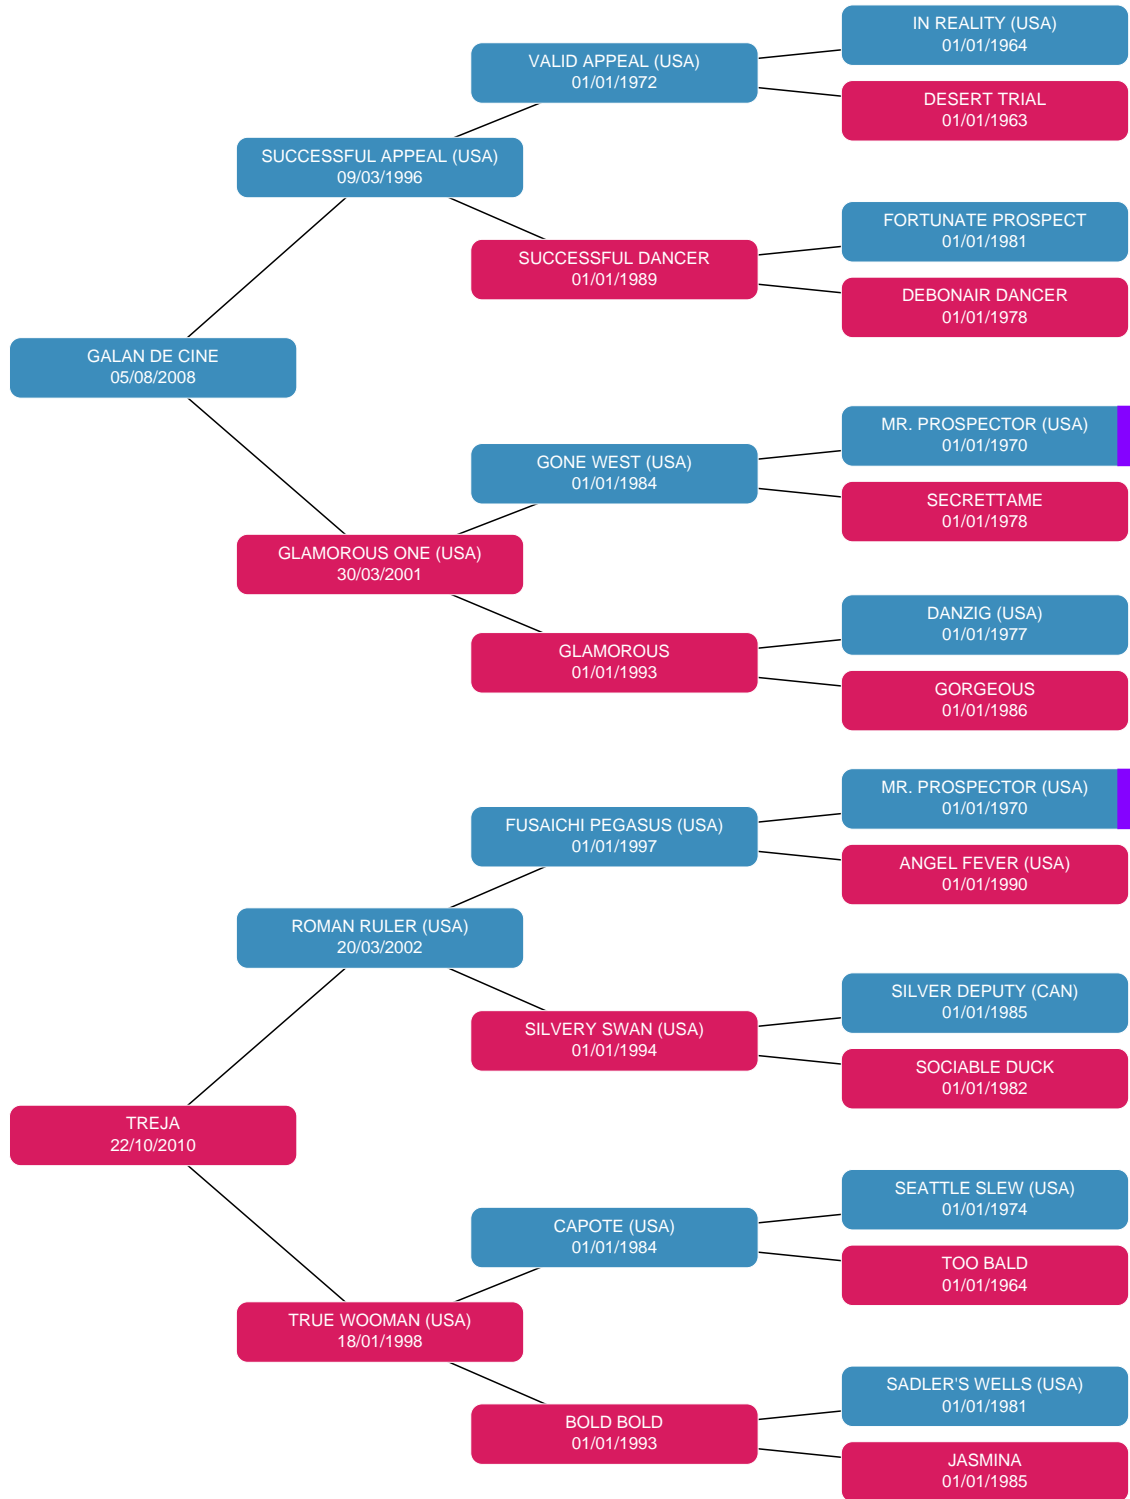 IN REALITY (USA)
01/01/1964
VALID APPEAL (USA)
01/01/1972
DESERT TRIAL
01/01/1963
SUCCESSFUL APPEAL (USA)
09/03/1996
FORTUNATE PROSPECT
01/01/1981
SUCCESSFUL DANCER
01/01/1989
DEBONAIR DANCER
01/01/1978
GALAN DE CINE
05/08/2008
MR. PROSPECTOR (USA)
01/01/1970
GONE WEST (USA)
01/01/1984
SECRETTAME
01/01/1978
GLAMOROUS ONE (USA)
30/03/2001
DANZIG (USA)
01/01/1977
GLAMOROUS
01/01/1993
GORGEOUS
01/01/1986
MR. PROSPECTOR (USA)
01/01/1970
FUSAICHI PEGASUS (USA)
01/01/1997
ANGEL FEVER (USA)
01/01/1990
ROMAN RULER (USA)
20/03/2002
SILVER DEPUTY (CAN)
01/01/1985
SILVERY SWAN (USA)
01/01/1994
SOCIABLE DUCK
01/01/1982
TREJA
22/10/2010
SEATTLE SLEW (USA)
01/01/1974
CAPOTE (USA)
01/01/1984
TOO BALD
01/01/1964
TRUE WOOMAN (USA)
18/01/1998
SADLER'S WELLS (USA)
01/01/1981
BOLD BOLD
01/01/1993
JASMINA
01/01/1985